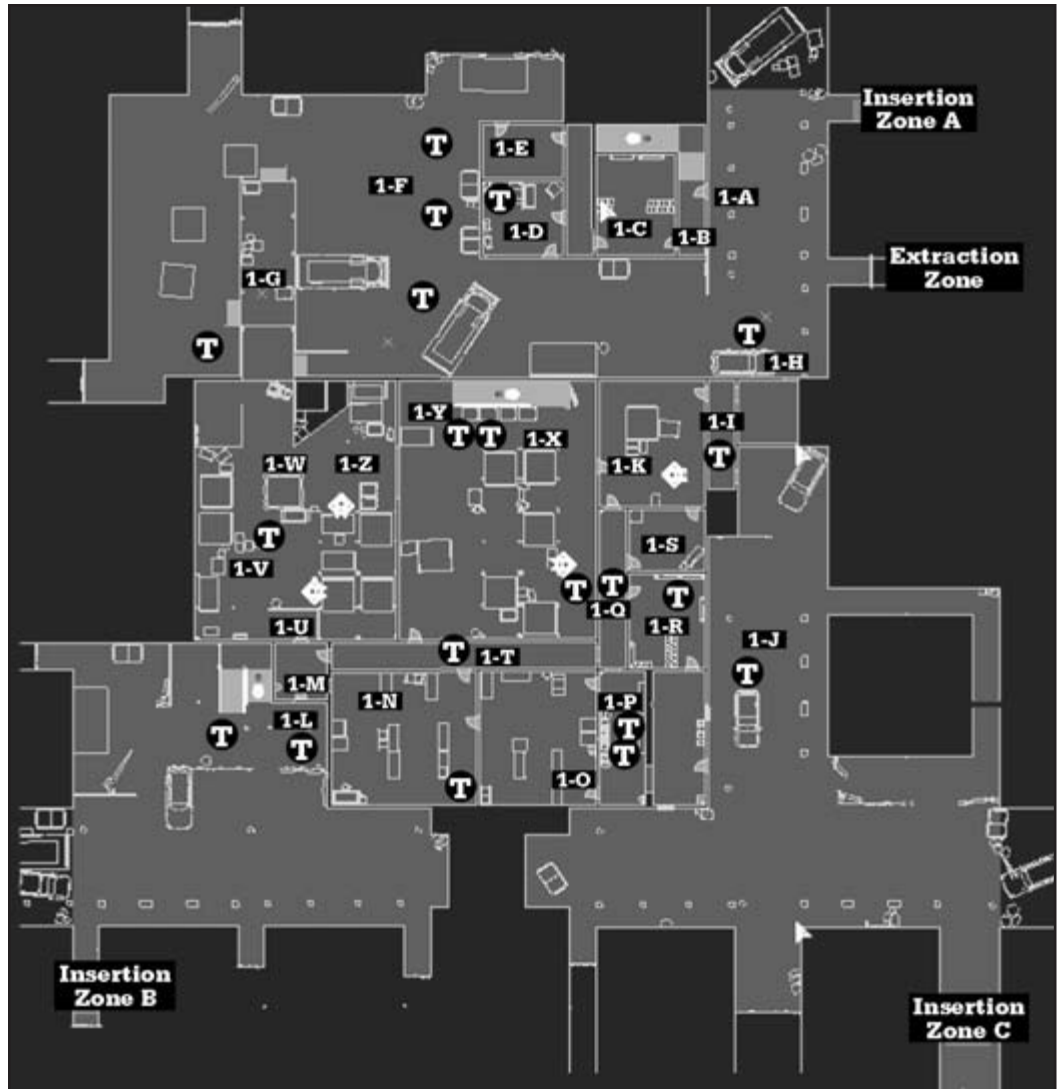 Insertion
Zone A
T
1-E
1-F
T
1-A
T
1-D
1-C
1-B
Extraction
Zone
1-G
T
T
T
1-H
1-Y
1-X
1-I
T
T
1-W
1-Z
1-K
T
T
1-S
1-V
T
T
1-Q
T
1-U
1-R
1-J
T
1-T
T
1-M
1-N
1-P
1-L
T
T
T
T
1-O
T
Insertion
Zone B
Insertion
Zone C